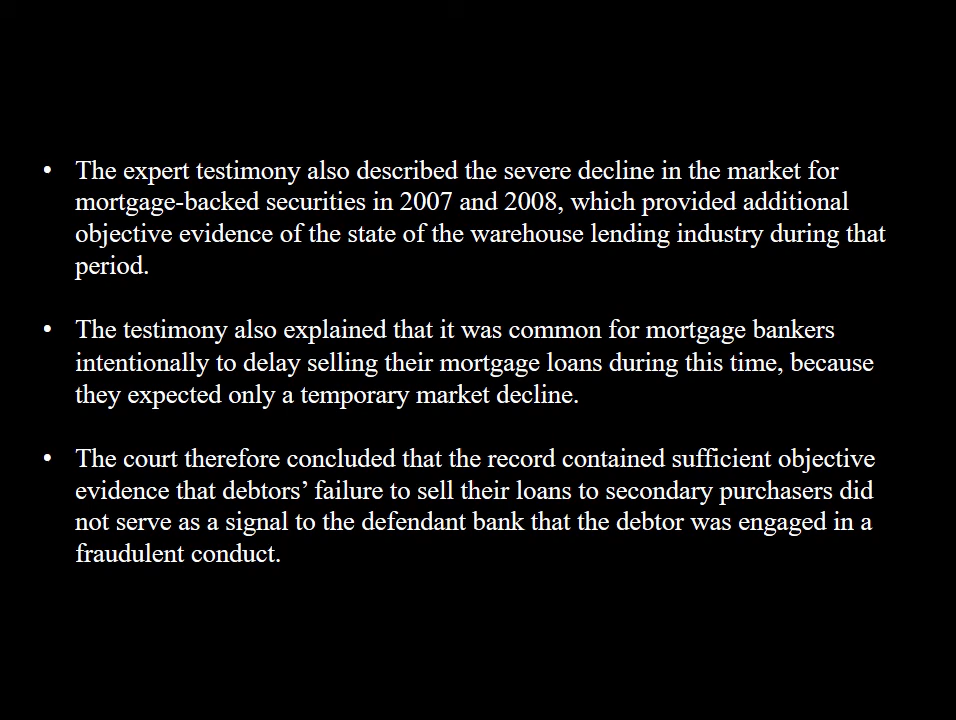 • The expert testimony also described the severe decline in the market for
mortgage-backed securities in 2007 and 2008, which provided additional
objective evidence of the state of the warehouse lending industry during that
period.
• The testimony also explained that it was common for mortgage bankers
intentionally to delay selling their mortgage loans during this time, because
they expected only a temporary market decline.
• The court therefore concluded that the record contained sufficient objective
evidence that debtors’ failure to sell their loans to secondary purchasers did
not serve as a signal to the defendant bank that the debtor was engaged in a
fraudulent conduct.